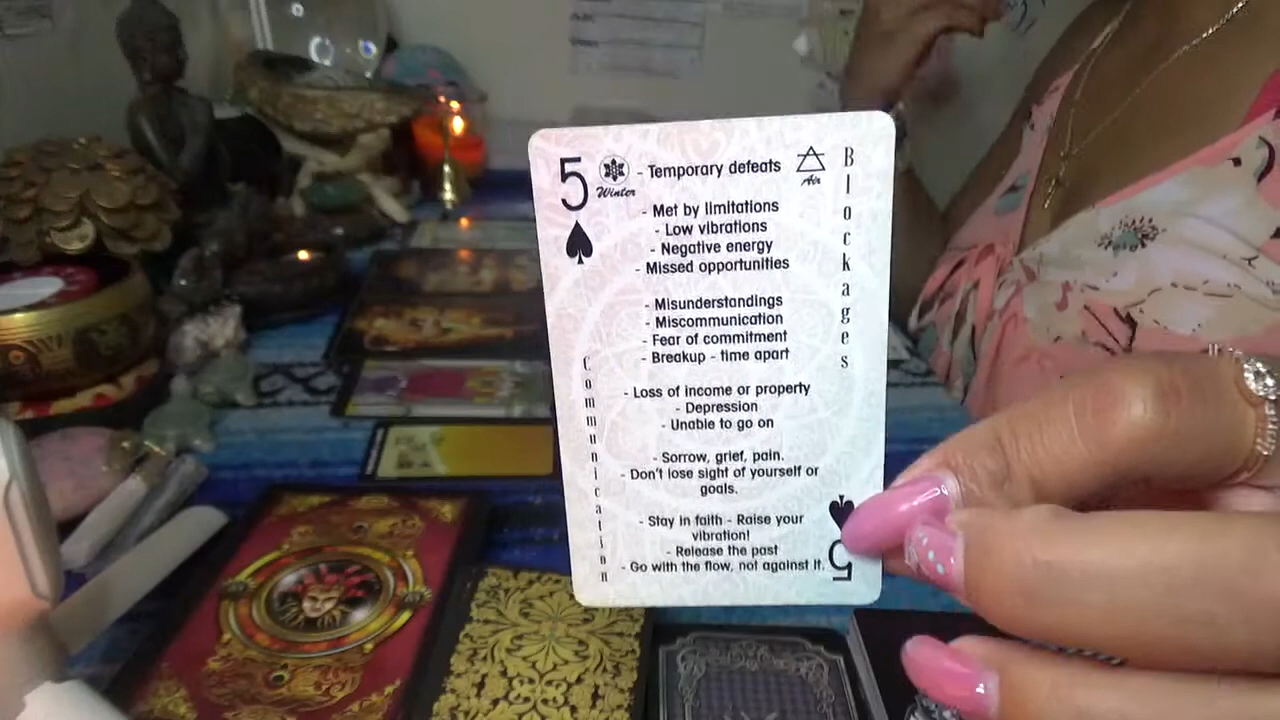 5
Winter
- Temporary defeats
Air
Blockages
- Met by limitations
- Low vibrations
- Negative energy
- Missed opportunities
- Misunderstandings
- Miscommunication
- Fear of commitment
- Breakup - time apart
Communication
- Loss of income or property
- Depression
- Unable to go on
- Sorrow, grief, pain.
- Don't lose sight of yourself or
goals.
- Stay in faith - Raise your
vibration!
- Release the past
- Go with the flow, not against it.
5